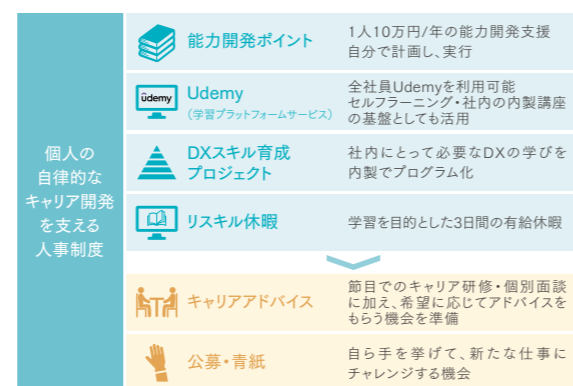 個人の
自律的な
キャリア開発
を支える
人事制度
能力開発ポイント
1人10万円/年の能力開発支援
自分で計画し、実行
ûdemy
Udemy
(学習プラットフォームサービス)
全社員Udemyを利用可能
セルフラーニング・社内の内製講座
の基盤としても活用
DXスキル育成
プロジェクト
社内にとって必要なDXの学びを
内製でプログラム化
リスキル休暇
学習を目的とした3日間の有給休暇
キャリアアドバイス
節目でのキャリア研修・個別面談
に加え、希望に応じてアドバイスを
もらう機会を準備
公募・青紙
自ら手を挙げて、新たな仕事に
チャレンジする機会